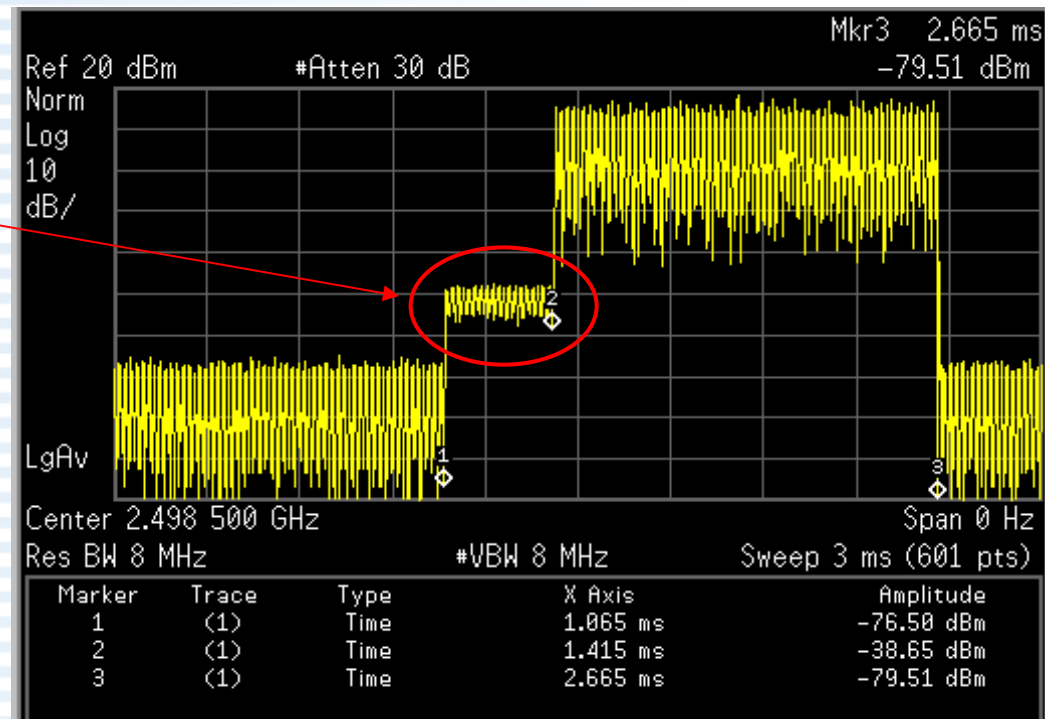 Mkr3 2.665 ms
Ref 20 dBm #Atten 30 dB -79.51 dBm
Norm
Log
10
dB/
2
1
3
LgAv
Center 2.498 500 GHz Span 0 Hz
Res BW 8 MHz #VBW 8 MHz Sweep 3 ms (601 pts)
Marker Trace Type X Axis Amplitude
1 (1) Time 1.065 ms -76.50 dBm
2 (1) Time 1.415 ms -38.65 dBm
3 (1) Time 2.665 ms -79.51 dBm